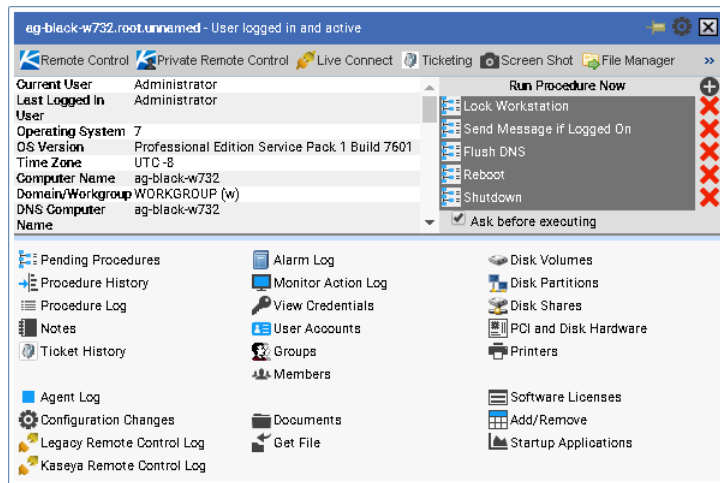 ag-black-w732.root.unnamed - User logged in and active
Remote Control Private Remote Control Live Connect Ticketing Screen Shot File Manager »
Current User Administrator
Last Logged In User Administrator
Operating System 7
OS Version Professional Edition Service Pack 1 Build 7601
Time Zone UTC -8
Computer Name ag-black-w732
Domain/Workgroup WORKGROUP (w)
DNS Computer Name ag-black-w732
Run Procedure Now
Lock Workstation
Send Message if Logged On
Flush DNS
Reboot
Shutdown
Ask before executing
Pending Procedures
Procedure History
Procedure Log
Notes
Ticket History
Agent Log
Configuration Changes
Legacy Remote Control Log
Kaseya Remote Control Log
Alarm Log
Monitor Action Log
View Credentials
User Accounts
Groups
Members
Documents
Get File
Disk Volumes
Disk Partitions
Disk Shares
PCI and Disk Hardware
Printers
Software Licenses
Add/Remove
Startup Applications